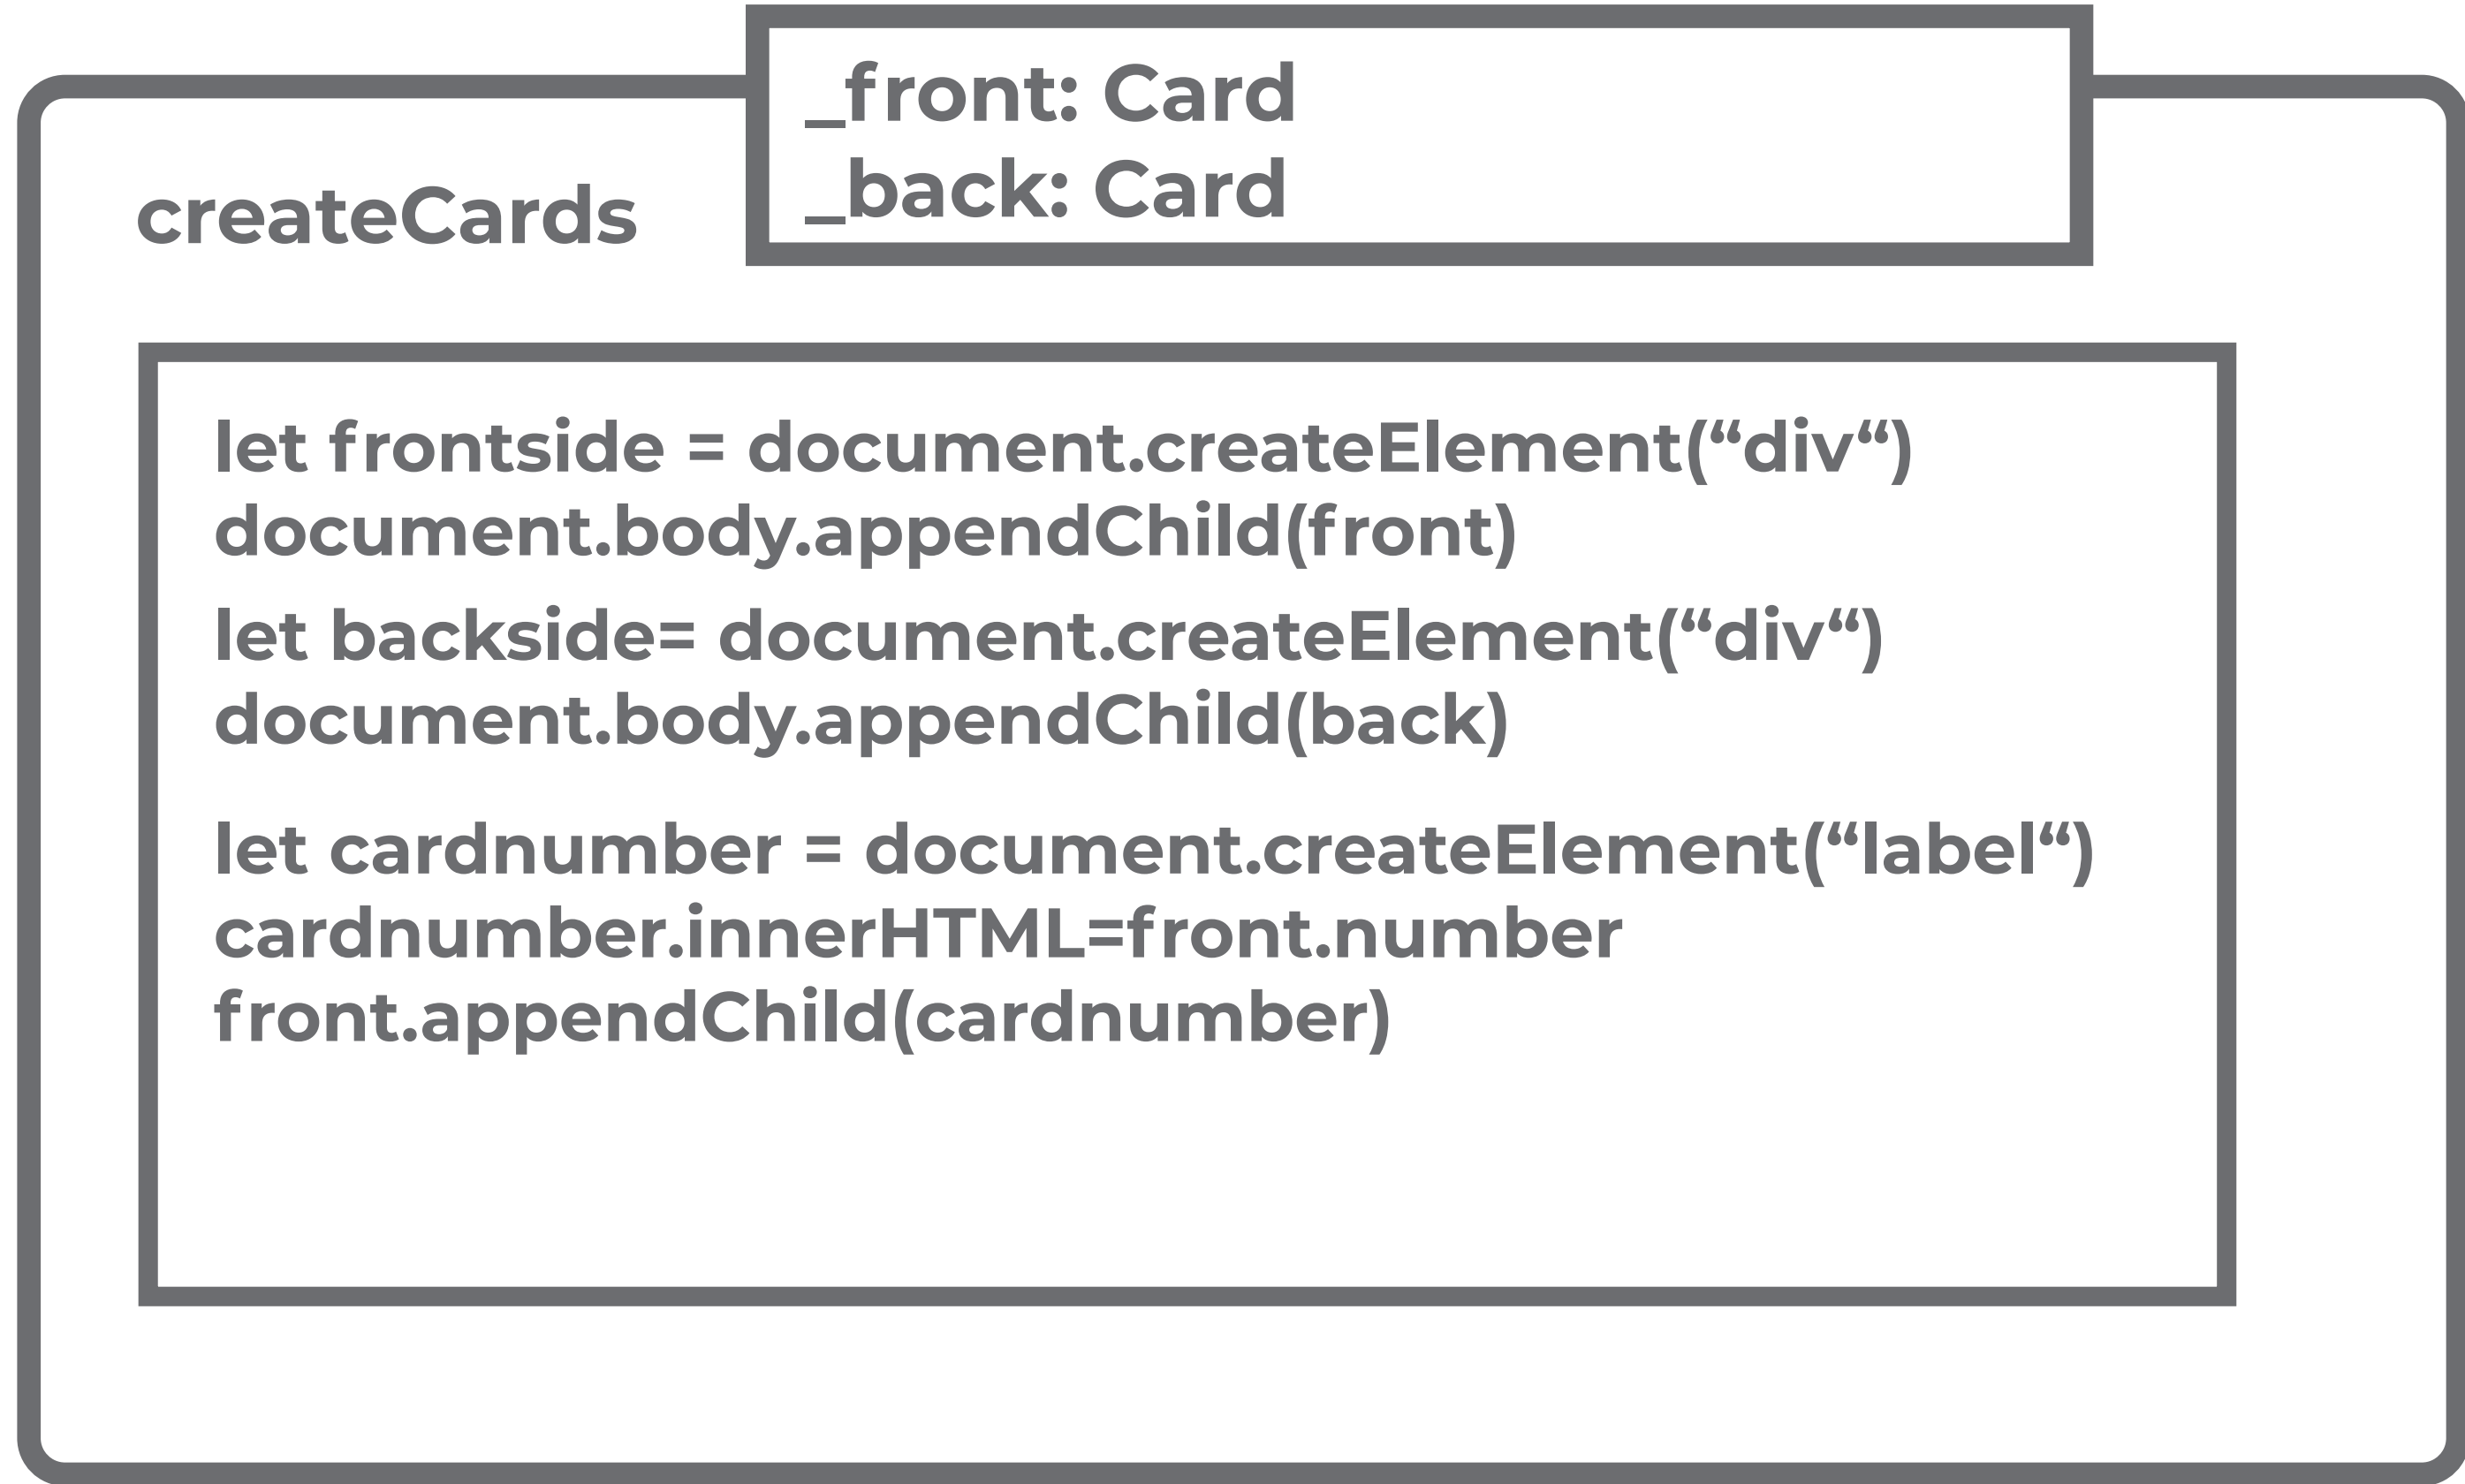 _front: Card
_back: Card
createCards
let frontside = document.createElement(“div“)
document.body.appendChild(front)
let backside= document.createElement(“div“)
document.body.appendChild(back)
let cardnumber = document.createElement(“label“)
cardnumber.innerHTML=front.number
front.appendChild(cardnumber)